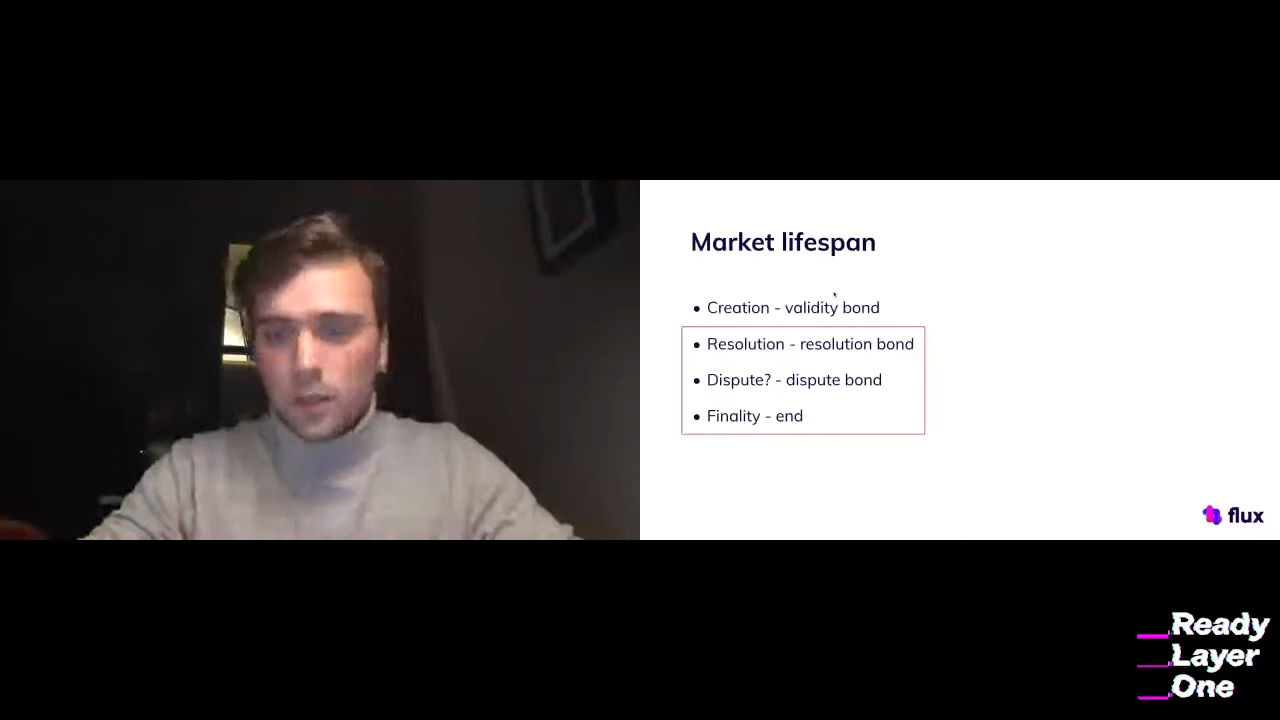 Market lifespan
• Creation - validity bond
• Resolution - resolution bond
• Dispute? - dispute bond
• Finality - end
flux
Ready
Layer
One